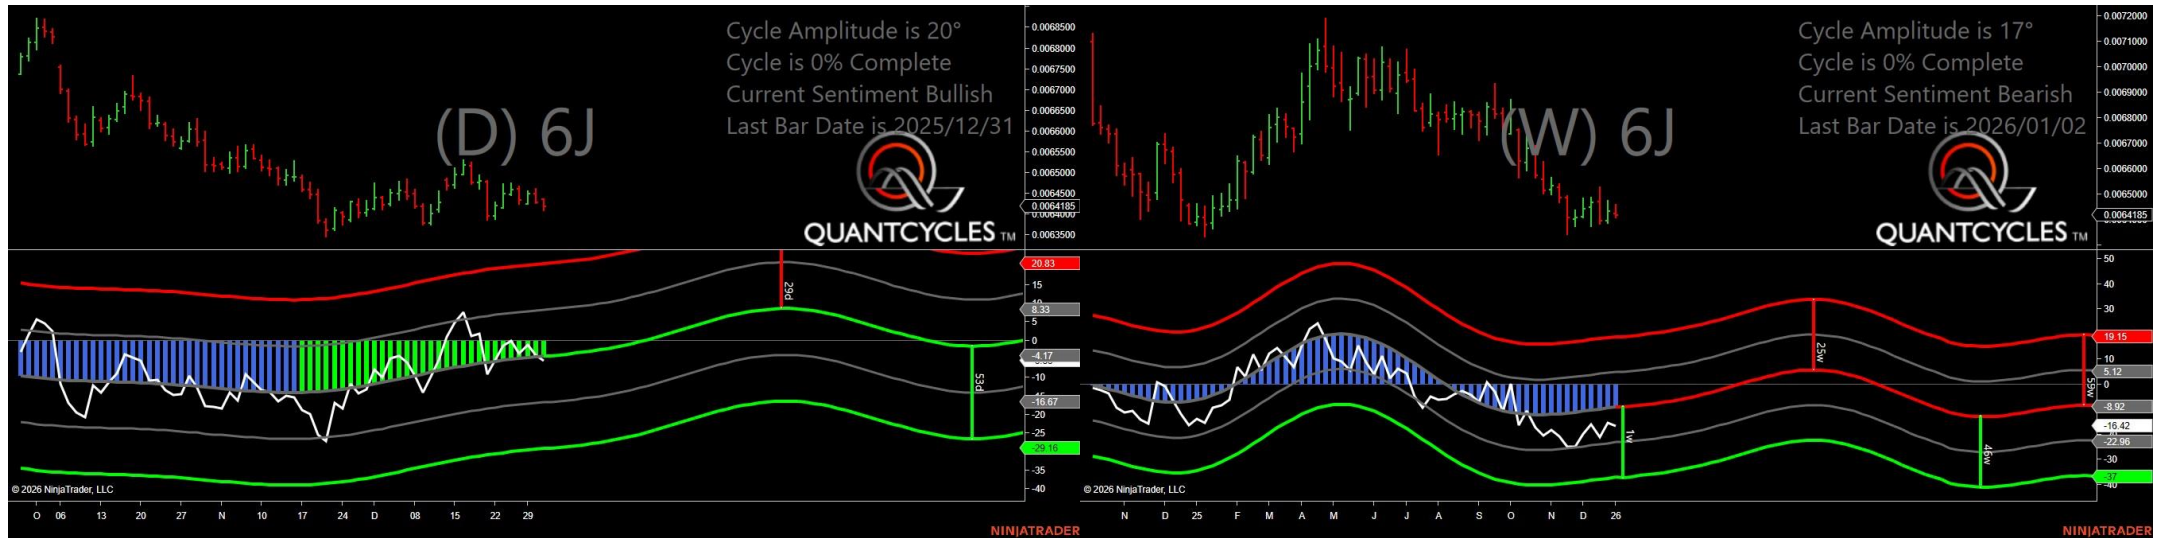 Cycle Amplitude is 20°
Cycle is 0% Complete
Current Sentiment Bullish
Last Bar Date is 2025/12/31
(D) 6J
QUANTCYCLES TM
0.0068500
0.0068000
0.0067500
0.0067000
0.0066500
0.0066000
0.0065500
0.0065000
0.0064500
0.0064185
0.0064000
0.0063500
20.83
15
10
8.33
5
0
-4.17
-10
-16.67
-20
-25
-29.16
-35
-40
29d
53d
© 2026 NinjaTrader, LLC
O 06 13 20 27 N 10 17 24 D 08 15 22 29
NINJATRADER
Cycle Amplitude is 17°
Cycle is 0% Complete
Current Sentiment Bearish
Last Bar Date is 2026/01/02
(W) 6J
QUANTCYCLES TM
0.0072000
0.0071000
0.0070000
0.0069000
0.0068000
0.0067000
0.0066000
0.0065000
0.0064185
50
40
30
19.15
10
5.12
0
-8.92
-16.42
-22.96
-30
-37
-40
1w
25w
46w
59w
© 2026 NinjaTrader, LLC
N D 25 F M A M J J A S O N D 26
NINJATRADER